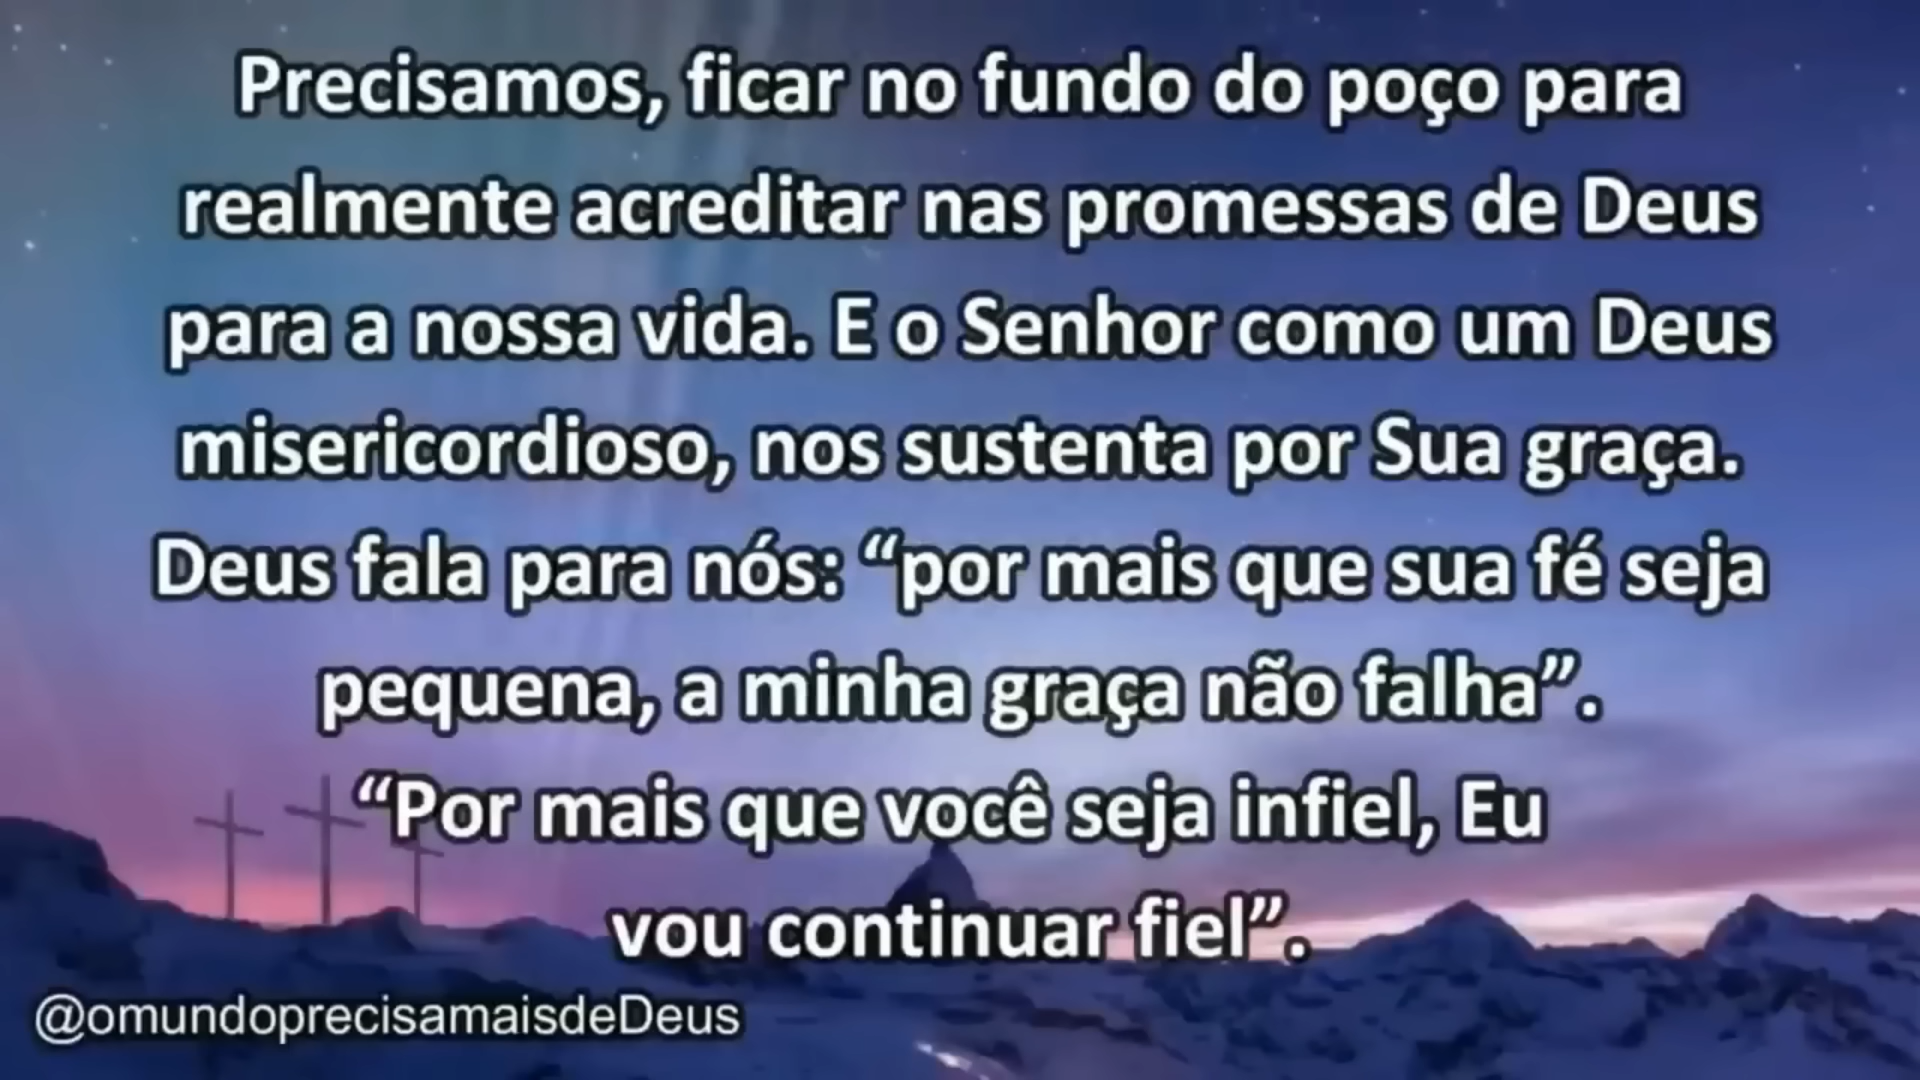 Precisamos, ficar no fundo do poço para
realmente acreditar nas promessas de Deus
para a nossa vida. E o Senhor como um Deus
misericordioso, nos sustenta por Sua graça.
Deus fala para nós: “por mais que sua fé seja
pequena, a minha graça não falha”.
“Por mais que você seja infiel, Eu
vou continuar fiel”.
@omundoprecisamaisdeDeus